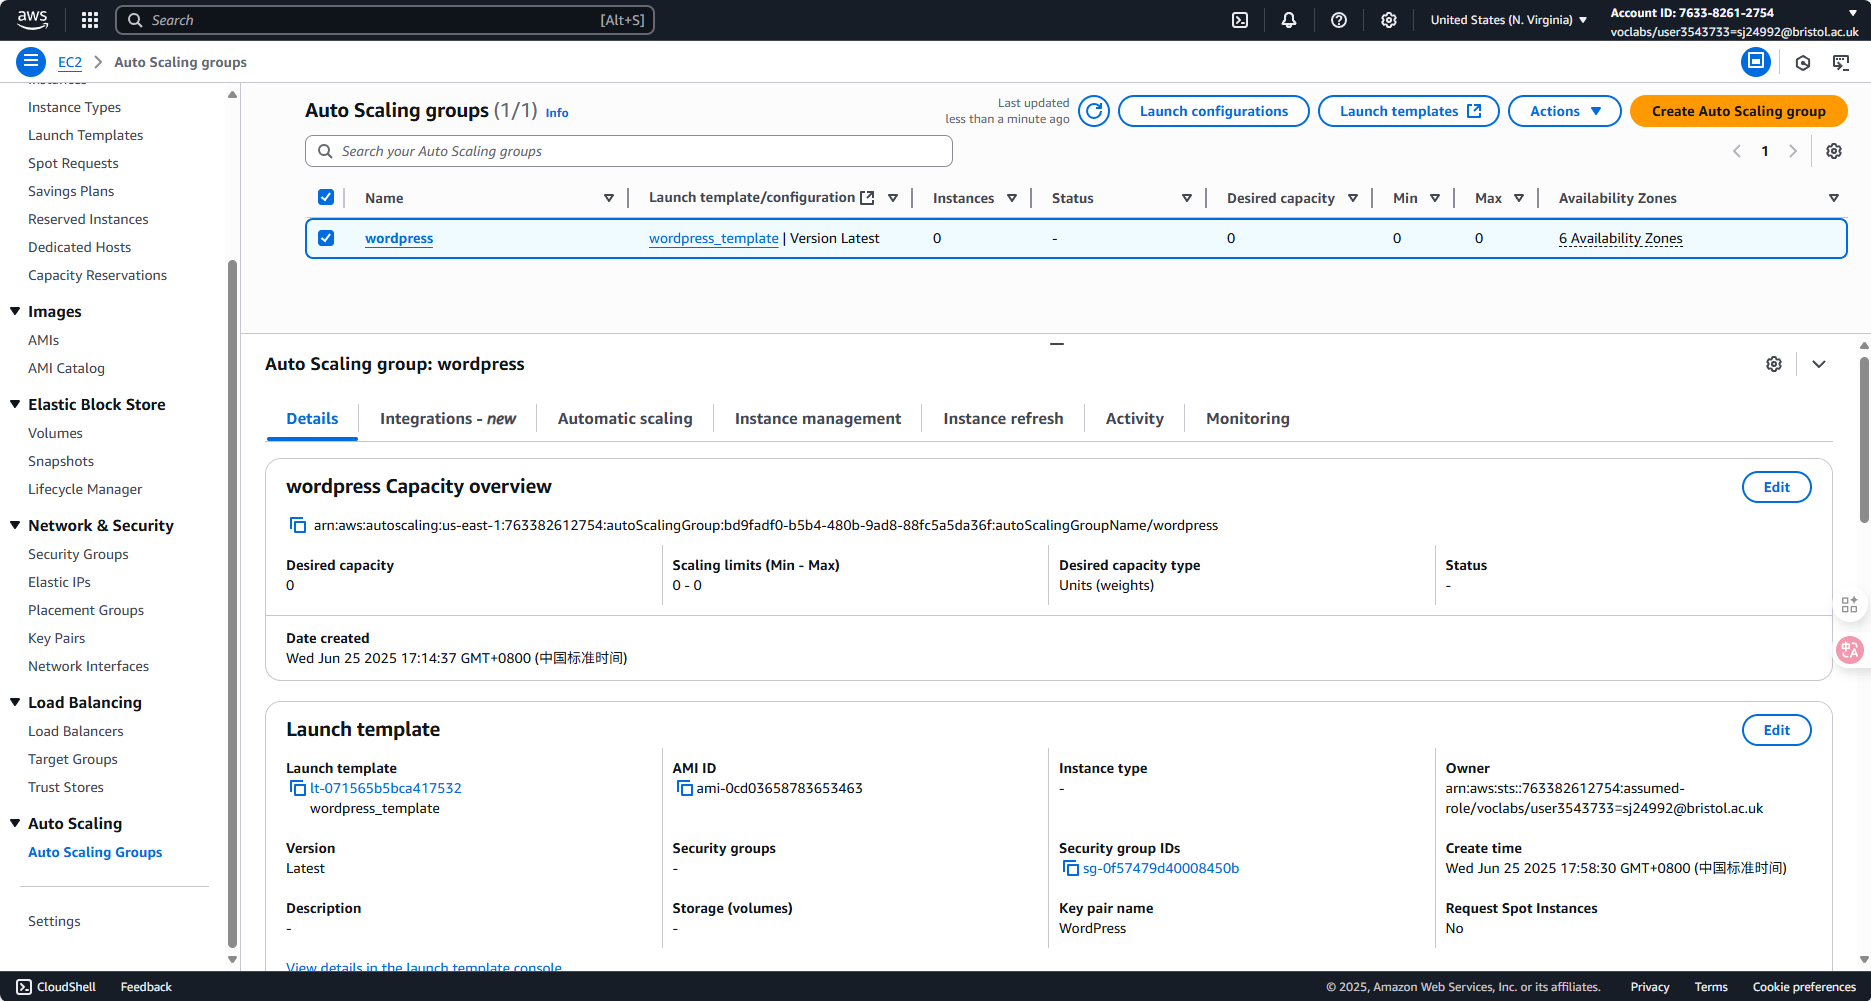 aws
Search [Alt+S]
United States (N. Virginia)
Account ID: 7633-8261-2754
voclabs/user3543733=sj24992@bristol.ac.uk
EC2 > Auto Scaling groups
Instance Types
Launch Templates
Spot Requests
Savings Plans
Reserved Instances
Dedicated Hosts
Capacity Reservations
Images
AMIs
AMI Catalog
Elastic Block Store
Volumes
Snapshots
Lifecycle Manager
Network & Security
Security Groups
Elastic IPs
Placement Groups
Key Pairs
Network Interfaces
Load Balancing
Load Balancers
Target Groups
Trust Stores
Auto Scaling
Auto Scaling Groups
Settings
Auto Scaling groups (1/1) Info
Last updated
less than a minute ago
Launch configurations
Launch templates
Actions
Create Auto Scaling group
Search your Auto Scaling groups
1
Name Launch template/configuration Instances Status Desired capacity Min Max Availability Zones
wordpress wordpress_template | Version Latest 0 - 0 0 0 6 Availability Zones
Auto Scaling group: wordpress
Details Integrations - new Automatic scaling Instance management Instance refresh Activity Monitoring
wordpress Capacity overview
Edit
arn:aws:autoscaling:us-east-1:763382612754:autoScalingGroup:bd9fadf0-b5b4-480b-9ad8-88fc5a5da36f:autoScalingGroupName/wordpress
Desired capacity
0
Scaling limits (Min - Max)
0 - 0
Desired capacity type
Units (weights)
Status
-
Date created
Wed Jun 25 2025 17:14:37 GMT+0800 (中国标准时间)
Launch template
Edit
Launch template
lt-071565b5bca417532
wordpress_template
AMI ID
ami-0cd03658783653463
Instance type
-
Owner
arn:aws:sts::763382612754:assumed-
role/voclabs/user3543733=sj24992@bristol.ac.uk
Version
Latest
Security groups
-
Security group IDs
sg-0f57479d40008450b
Create time
Wed Jun 25 2025 17:58:30 GMT+0800 (中国标准时间)
Description
-
Storage (volumes)
-
Key pair name
WordPress
Request Spot Instances
No
View details in the launch template console
CloudShell Feedback
© 2025, Amazon Web Services, Inc. or its affiliates. Privacy Terms Cookie preferences